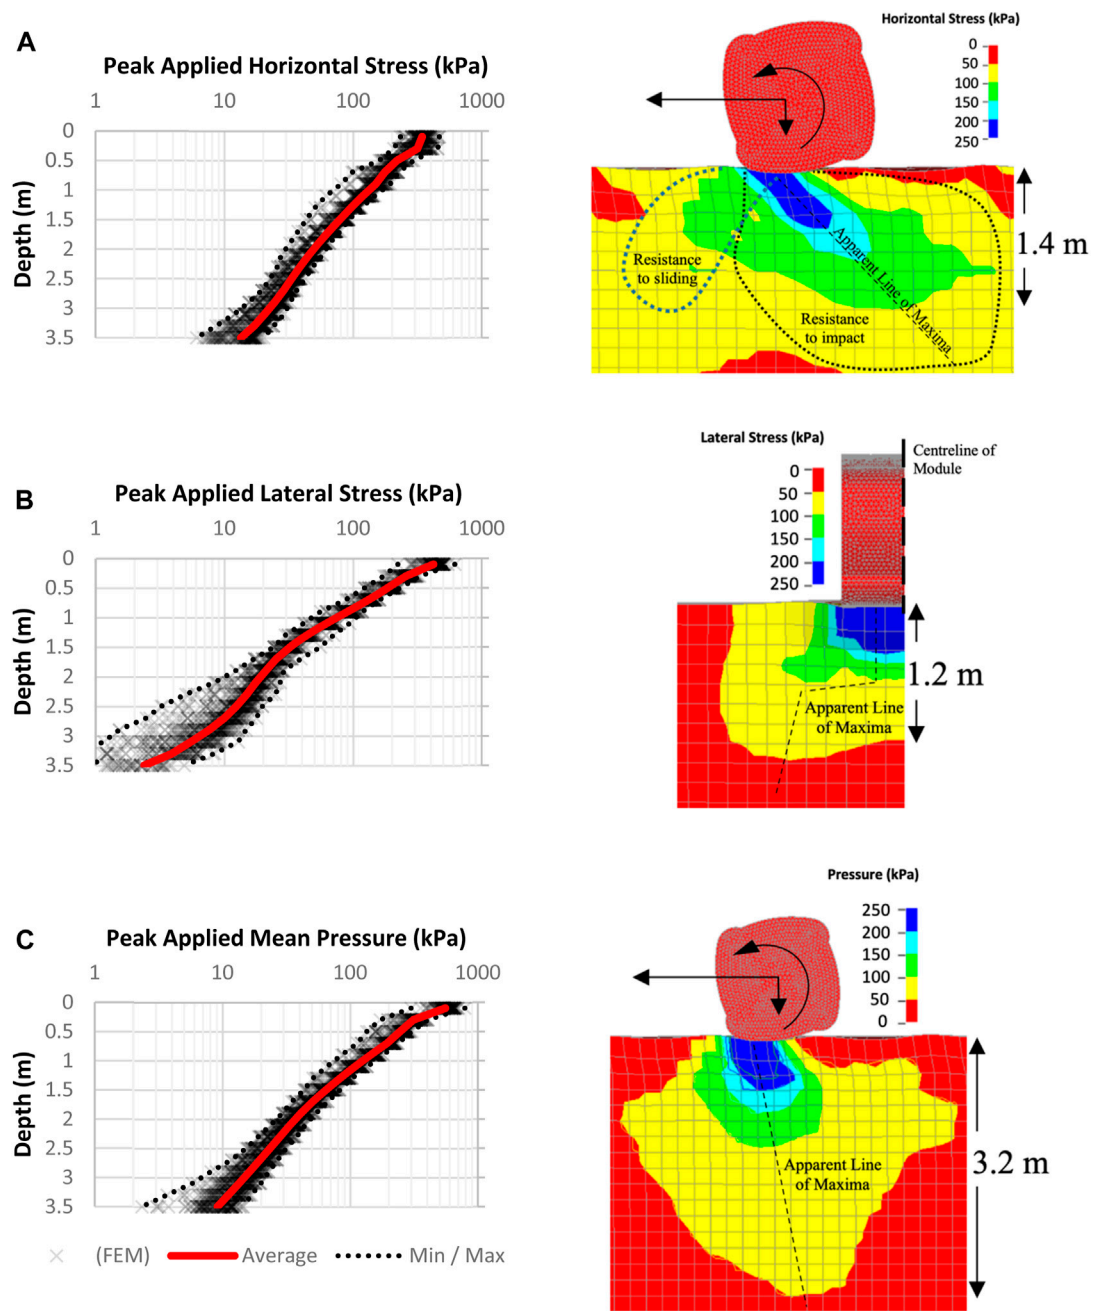 A
Peak Applied Horizontal Stress (kPa)
1 10 100 1000
Depth (m)
0
0.5
1
1.5
2
2.5
3
3.5
Horizontal Stress (kPa)
0
50
100
150
200
250
1.4 m
Resistance
to sliding
Resistance
to impact
Apparent Line of Maxima
B
Peak Applied Lateral Stress (kPa)
1 10 100 1000
Depth (m)
0
0.5
1
1.5
2
2.5
3
3.5
Lateral Stress (kPa)
0
50
100
150
200
250
Centreline of
Module
1.2 m
Apparent Line
of Maxima
C
Peak Applied Mean Pressure (kPa)
1 10 100 1000
Depth (m)
0
0.5
1
1.5
2
2.5
3
3.5
Pressure (kPa)
250
200
150
100
50
0
Apparent Line
of Maxima
3.2 m
(FEM) Average Min / Max